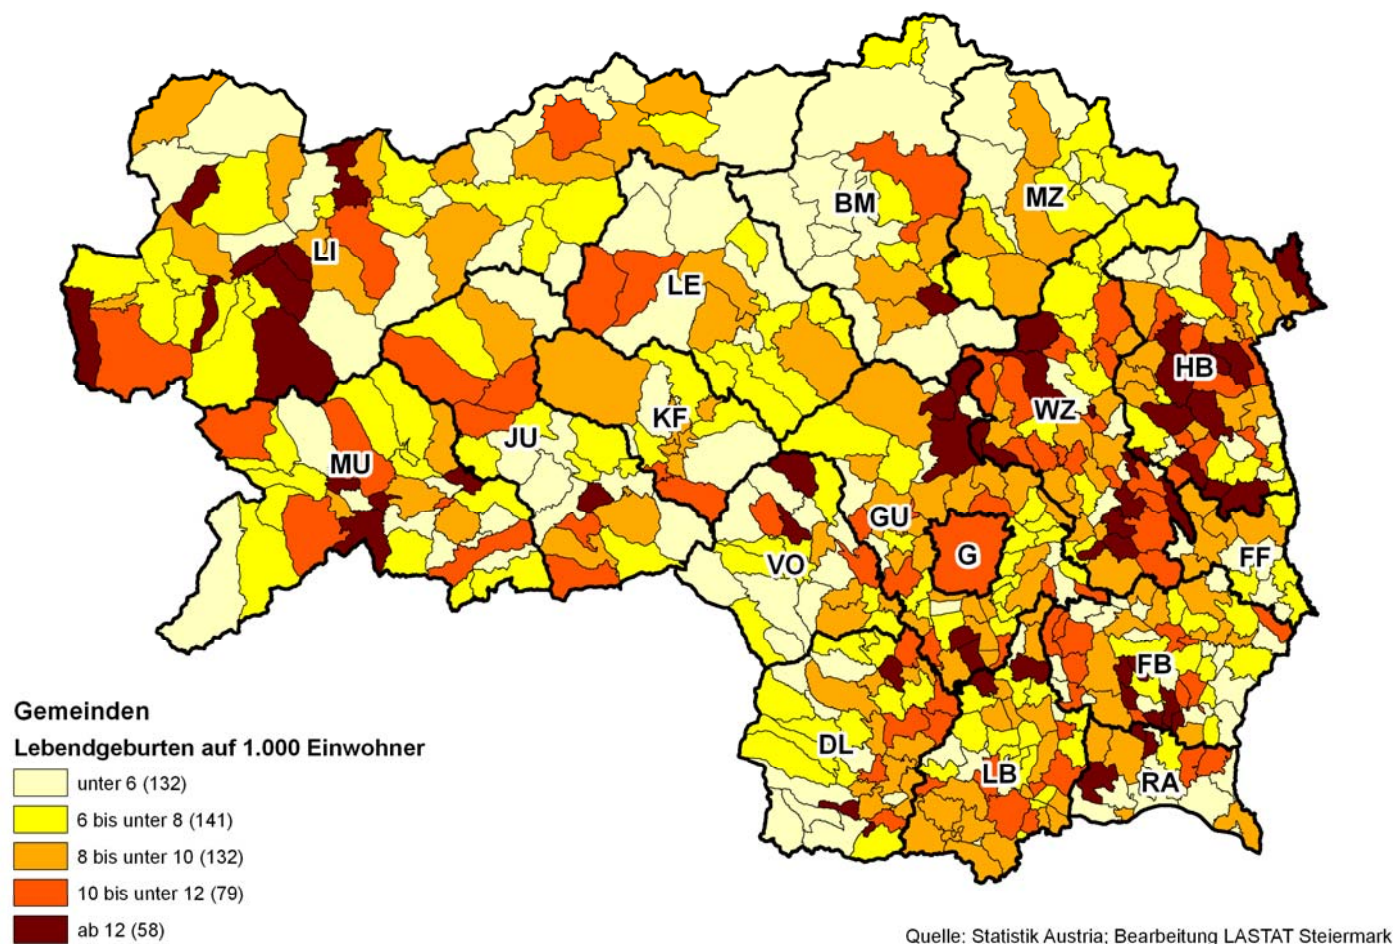 BM
MZ
LI
LE
HB
WZ
KF
JU
MU
GU
G
VO
FF
FB
DL
LB
RA
Gemeinden
Lebendgeburten auf 1.000 Einwohner
unter 6 (132)
6 bis unter 8 (141)
8 bis unter 10 (132)
10 bis unter 12 (79)
ab 12 (58)
Quelle: Statistik Austria; Bearbeitung LASTAT Steiermark